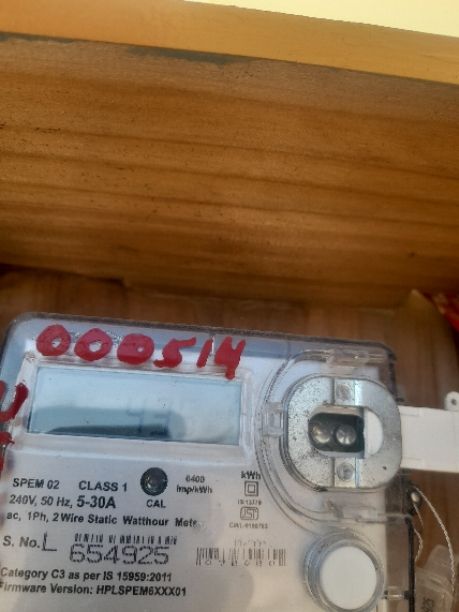 000514
SPEM 02 CLASS 1
6400 imp/kWh
kWh
240V, 50 Hz, 5-30A
CAL
ac, 1Ph, 2 Wire Static Watthour
S. No. L 654925
Category C3 as per IS 15959:2011
Firmware Version: HPLSPEM6XXX01